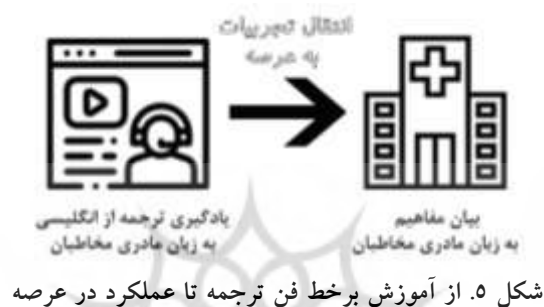 انتقال تجربیات
به عرصه
یادگیری ترجمه از انگلیسی
به زبان مادری مخاطبان
بیان مفاهیم
به زبان مادری مخاطبان
شکل ۵. از آموزش برخط فن ترجمه تا عملکرد در عرصه